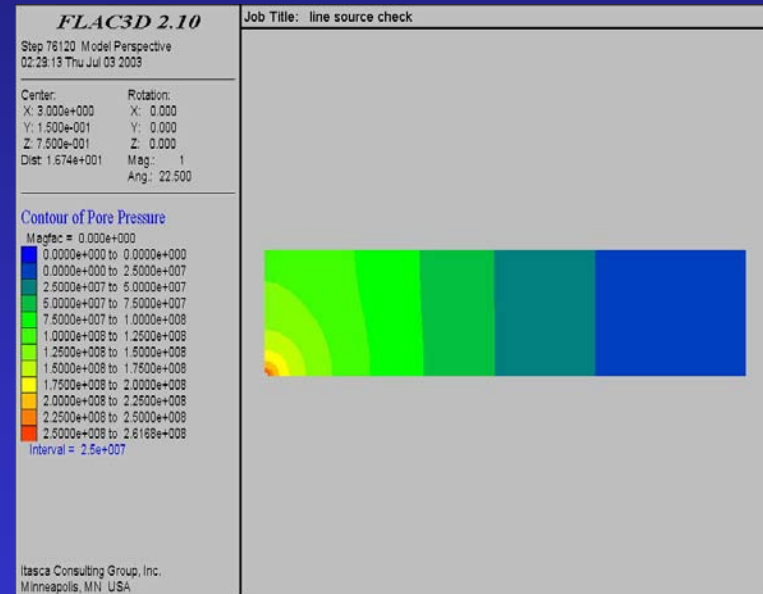 FLAC3D 2.10
Step 76120 Model Perspective
02:29:13 Thu Jul 03 2003
Center: Rotation:
X: 3.000e+000 X: 0.000
Y: 1.500e-001 Y: 0.000
Z: 7.500e-001 Z: 0.000
Dist: 1.674e+001 Mag.: 1
Ang.: 22.500
Contour of Pore Pressure
Magfac = 0.000e+000
0.0000e+000 to 0.0000e+000
0.0000e+000 to 2.5000e+007
2.5000e+007 to 5.0000e+007
5.0000e+007 to 7.5000e+007
7.5000e+007 to 1.0000e+008
1.0000e+008 to 1.2500e+008
1.2500e+008 to 1.5000e+008
1.5000e+008 to 1.7500e+008
1.7500e+008 to 2.0000e+008
2.0000e+008 to 2.2500e+008
2.2500e+008 to 2.5000e+008
2.5000e+008 to 2.6168e+008
Interval = 2.5e+007
Itasca Consulting Group, Inc.
Minneapolis, MN USA
Job Title: line source check